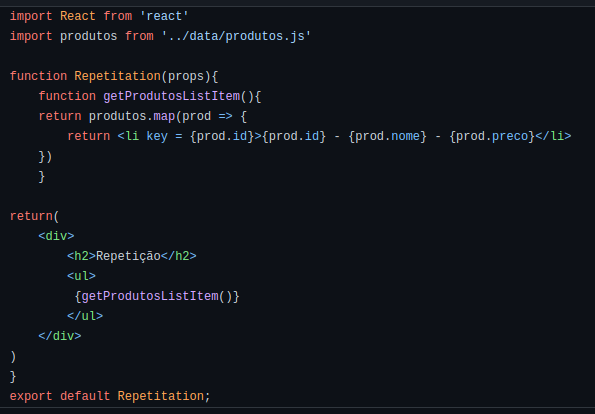 import React from 'react'
import produtos from '../data/produtos.js'
function Repetitation(props){
function getProdutosListItem(){
return produtos.map(prod => {
return <li key = {prod.id}>{prod.id} - {prod.nome} - {prod.preco}</li>
})
}
return(
<div>
<h2>Repetição</h2>
<ul>
{getProdutosListItem()}
</ul>
</div>
)
}
export default Repetitation;